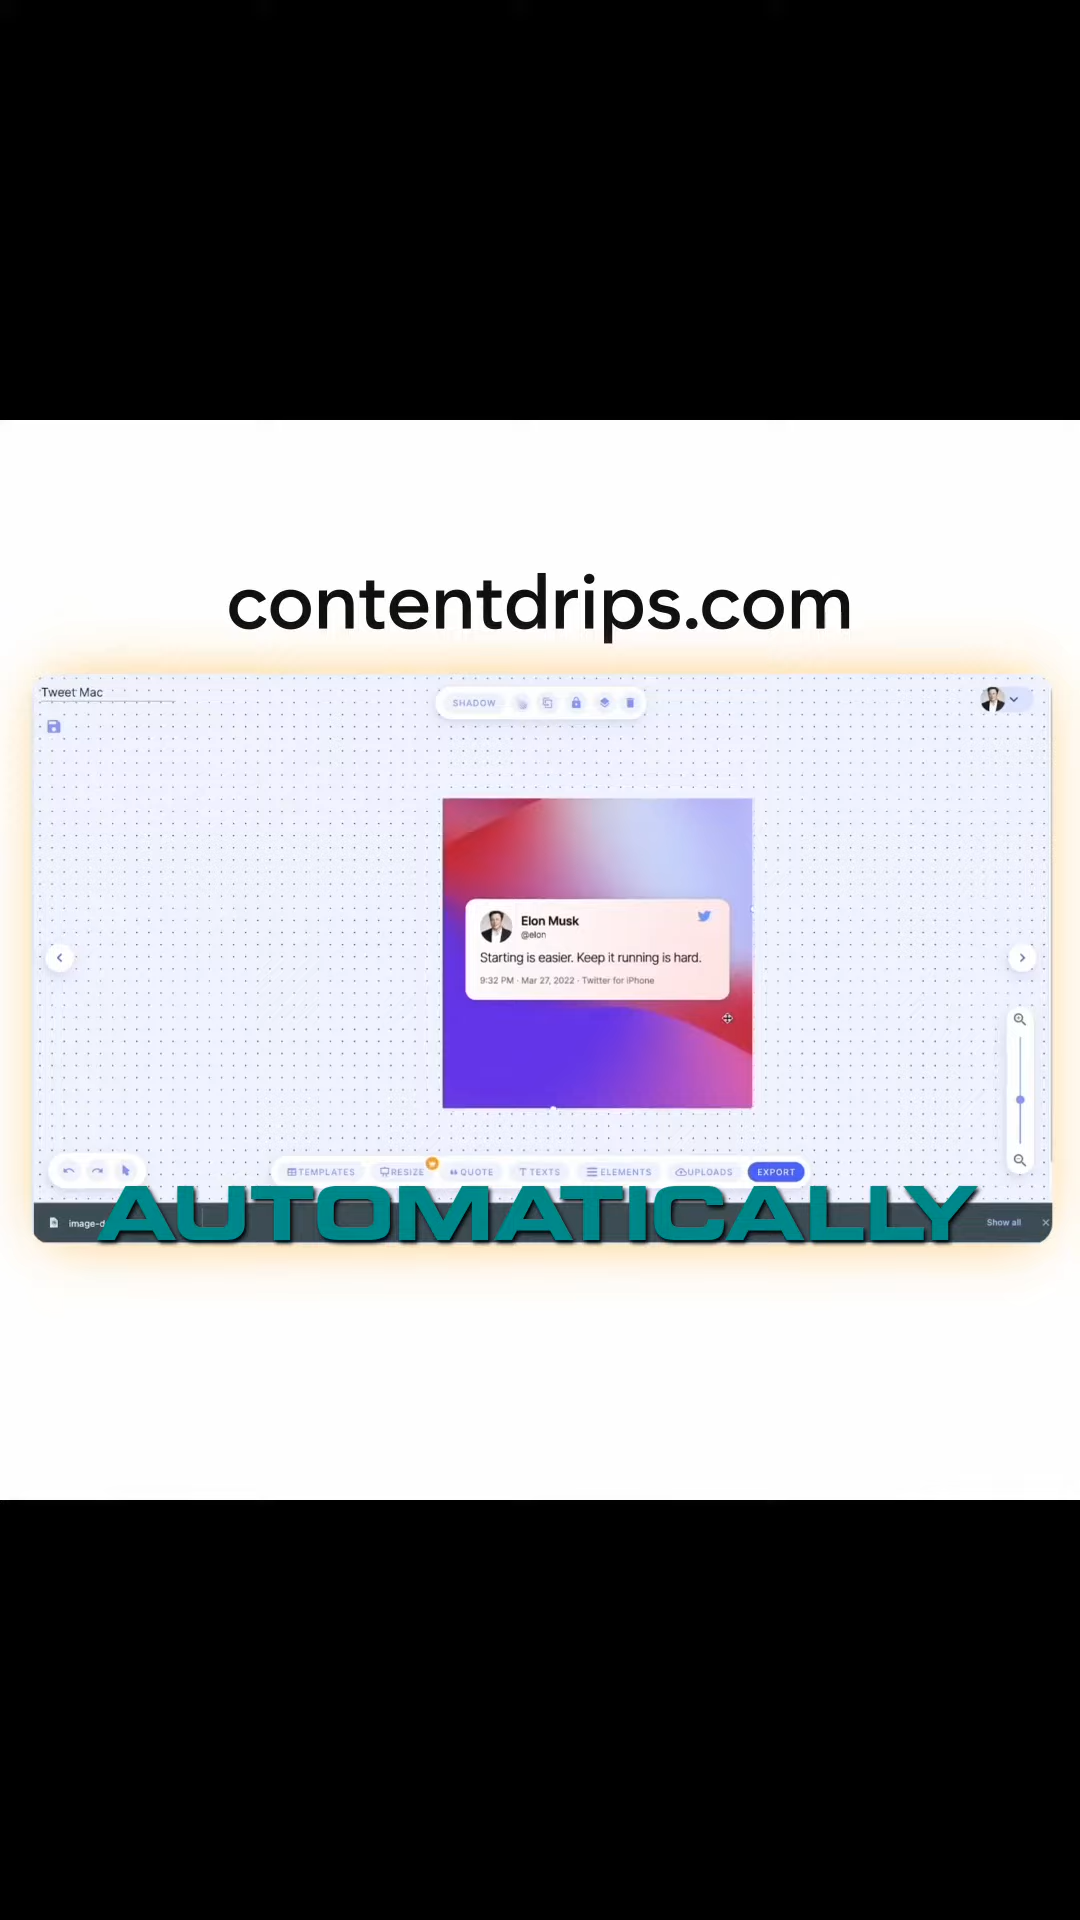 contentdrips.com
Tweet Mac
SHADOW
Elon Musk
@elon
Starting is easier. Keep it running is hard.
9:32 PM · Mar 27, 2022 · Twitter for iPhone
TEMPLATES RESIZE QUOTE TEXTS ELEMENTS UPLOADS EXPORT
AUTOMATICALLY
Show all